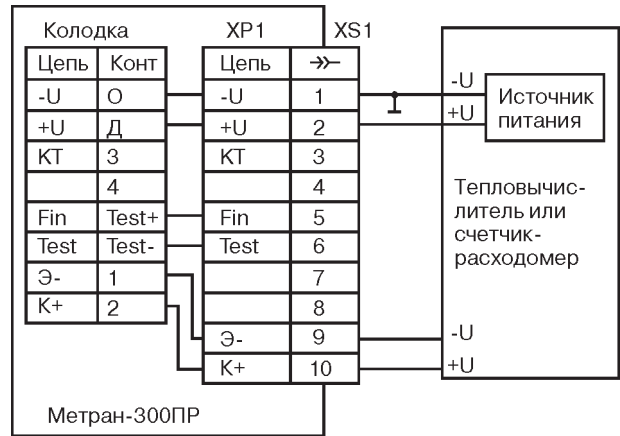 Колодка XP1 XS1
Цепь Конт Цепь
-U О -U 1 -U
+U Д +U 2 +U
Источник
питания
КТ 3 КТ 3
4 4
Fin Test+ Fin 5
Test Test- Test 6
Э- 1 7
К+ 2 8
Э- 9 -U
К+ 10 +U
Тепловычис-
литель или
счетчик-
расходомер
Метран-300ПР